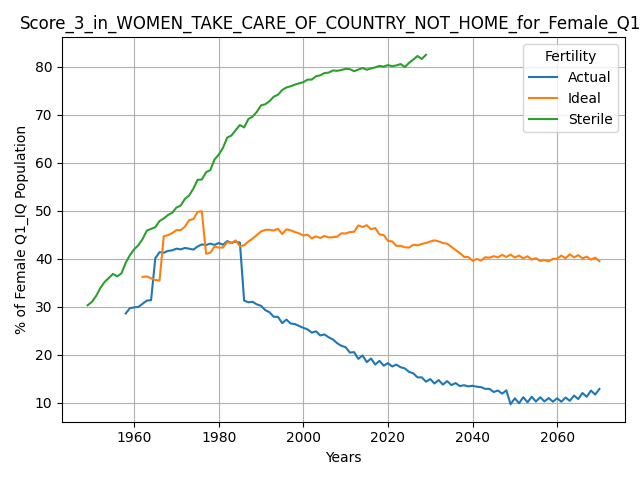 Score_3_in_WOMEN_TAKE_CARE_OF_COUNTRY_NOT_HOME_for_Female_Q1
Fertility
Actual
Ideal
Sterile
% of Female Q1_IQ Population
80
70
60
50
40
30
20
10
1960 1980 2000 2020 2040 2060
Years